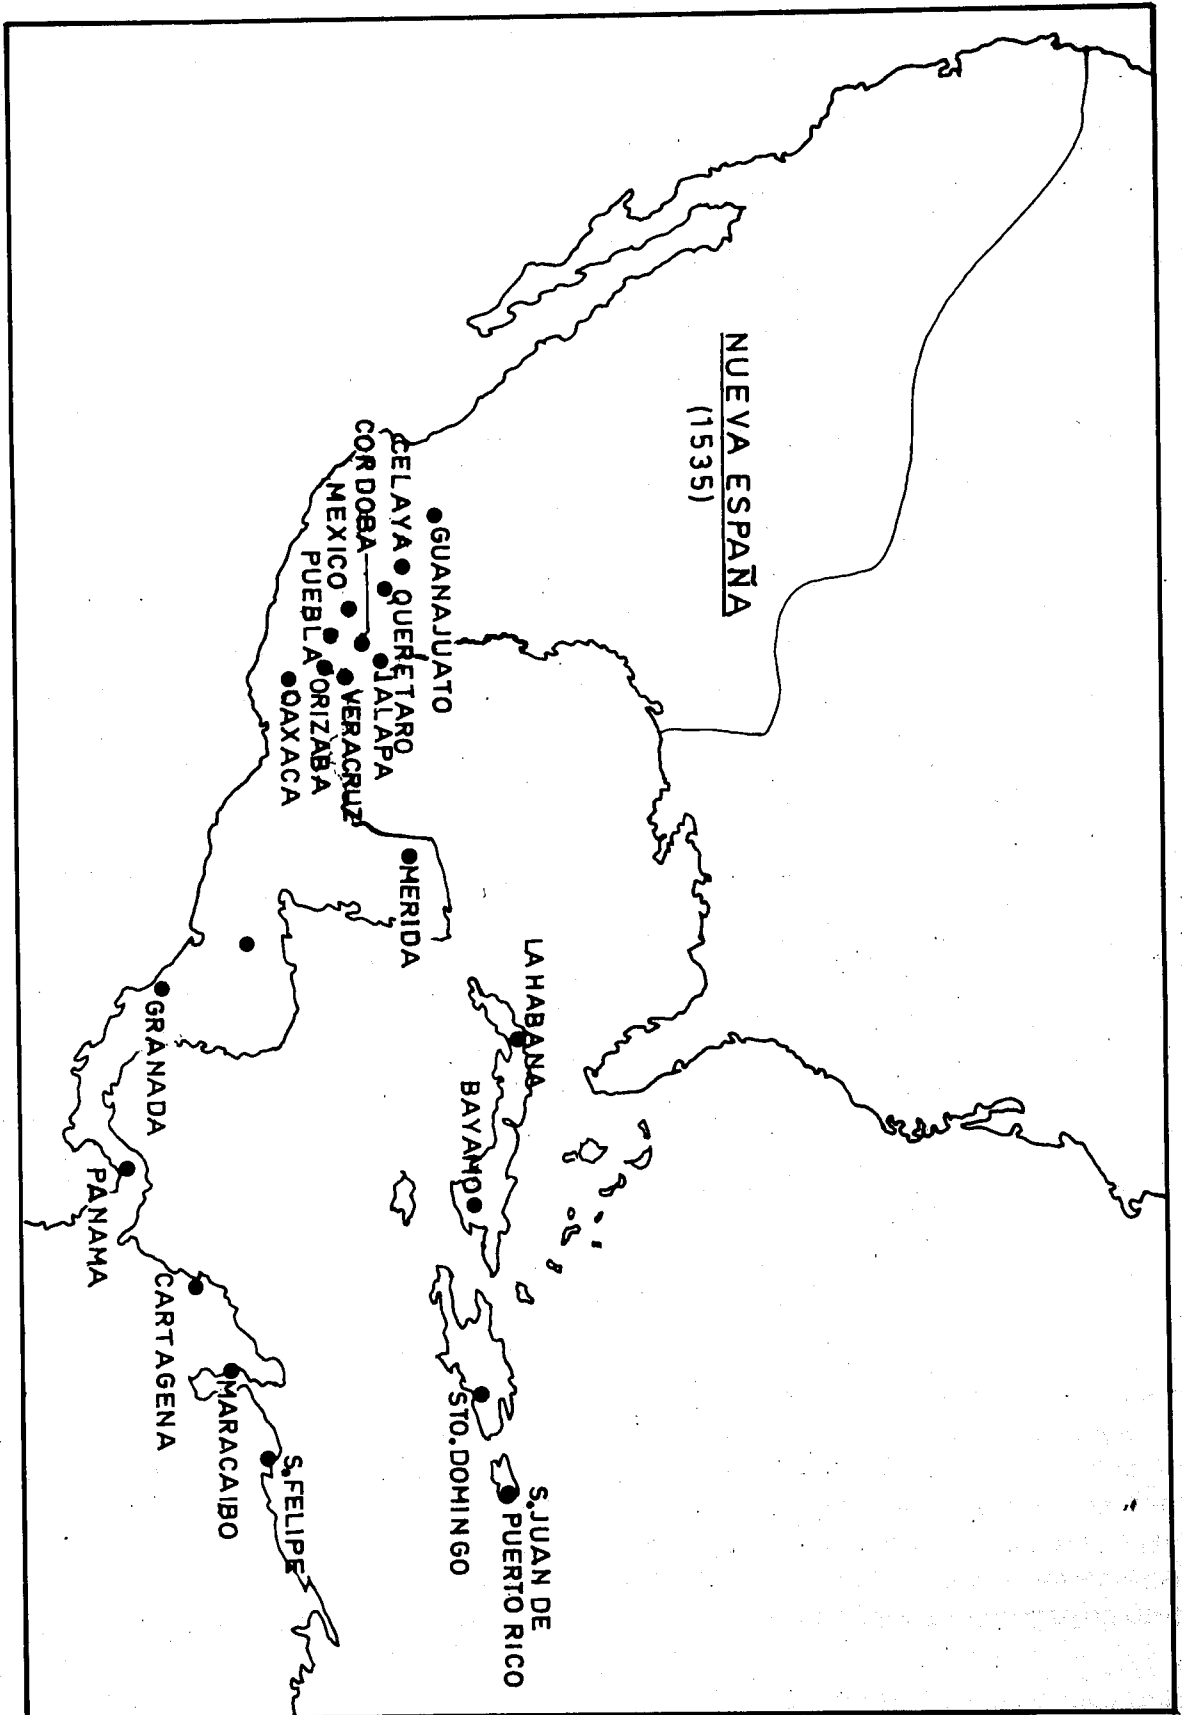 NUEVA ESPAÑA
(1535)
GUANAJUATO
CELAYA
QUERETARO
CORDOBA
JALAPA
MEXICO
VERACRUZ
PUEBLA
ORIZABA
OAXACA
MERIDA
LA HABANA
BAYAMO
GRANADA
PANAMA
CARTAGENA
MARACAIBO
S. FELIPE
STO. DOMINGO
S. JUAN DE
PUERTO RICO